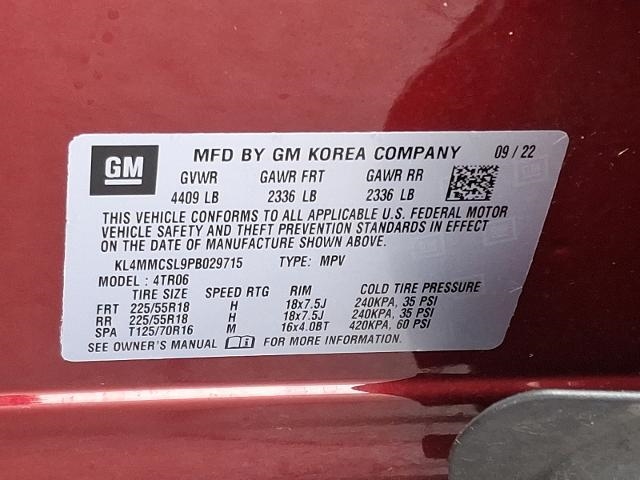 GM MFD BY GM KOREA COMPANY 09 / 22
GVWR GAWR FRT GAWR RR
4409 LB 2336 LB 2336 LB
THIS VEHICLE CONFORMS TO ALL APPLICABLE U.S. FEDERAL MOTOR
VEHICLE SAFETY AND THEFT PREVENTION STANDARDS IN EFFECT
ON THE DATE OF MANUFACTURE SHOWN ABOVE.
KL4MMCSL9PB029715 TYPE: MPV
MODEL : 4TR06
TIRE SIZE SPEED RTG RIM COLD TIRE PRESSURE
FRT 225/55R18 H 18x7.5J 240KPA, 35 PSI
RR 225/55R18 H 18x7.5J 240KPA, 35 PSI
SPA T125/70R16 M 16x4.0BT 420KPA, 60 PSI
SEE OWNER'S MANUAL FOR MORE INFORMATION.